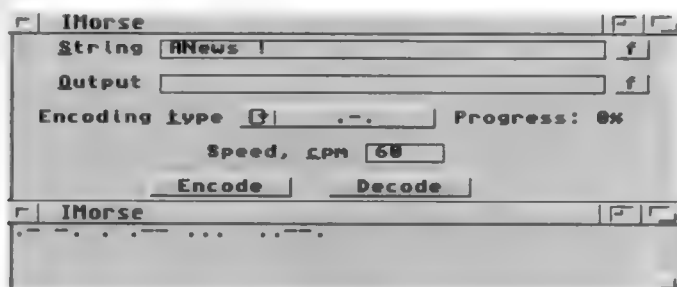 IMorse
String ANews !
f
Output
f
Encoding type .-. Progress: 0%
Speed, cpm 60
Encode Decode
IMorse
.- -. . .-- ... ..--.